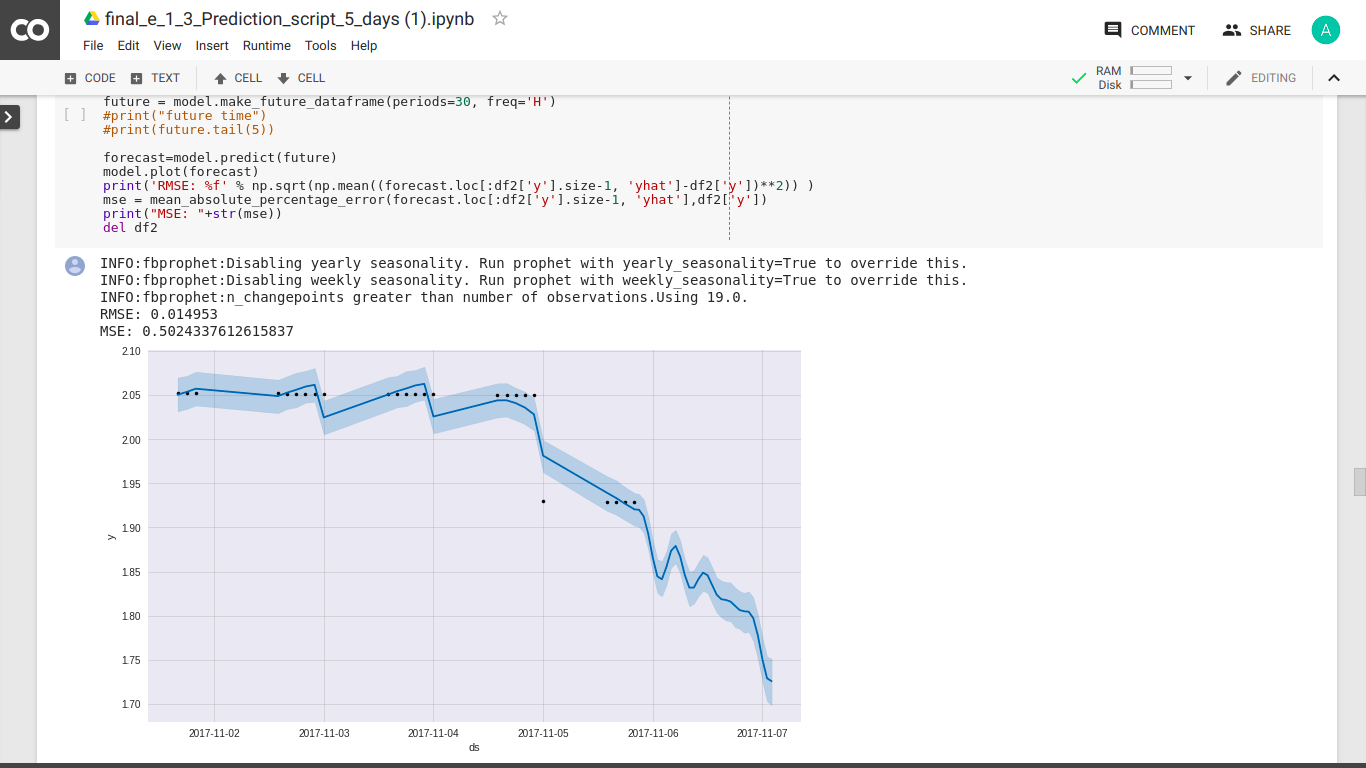 CO
final_e_1_3_Prediction_script_5_days (1).ipynb
COMMENT
SHARE
A
File Edit View Insert Runtime Tools Help
CODE TEXT CELL CELL
RAM
Disk
EDITING
future = model.make_future_dataframe(periods=30, freq='H')
[ ]
#print("future time")
#print(future.tail(5))
forecast=model.predict(future)
model.plot(forecast)
print('RMSE: %f' % np.sqrt(np.mean((forecast.loc[:df2['y'].size-1, 'yhat']-df2['y'])**2)) )
mse = mean_absolute_percentage_error(forecast.loc[:df2['y'].size-1, 'yhat'],df2['y'])
print("MSE: "+str(mse))
del df2
INFO:fbprophet:Disabling yearly seasonality. Run prophet with yearly_seasonality=True to override this.
INFO:fbprophet:Disabling weekly seasonality. Run prophet with weekly_seasonality=True to override this.
INFO:fbprophet:n_changepoints greater than number of observations.Using 19.0.
RMSE: 0.014953
MSE: 0.5024337612615837
2.10
2.05
2.00
1.95
1.90
1.85
1.80
1.75
1.70
y
2017-11-02 2017-11-03 2017-11-04 2017-11-05 2017-11-06 2017-11-07
ds